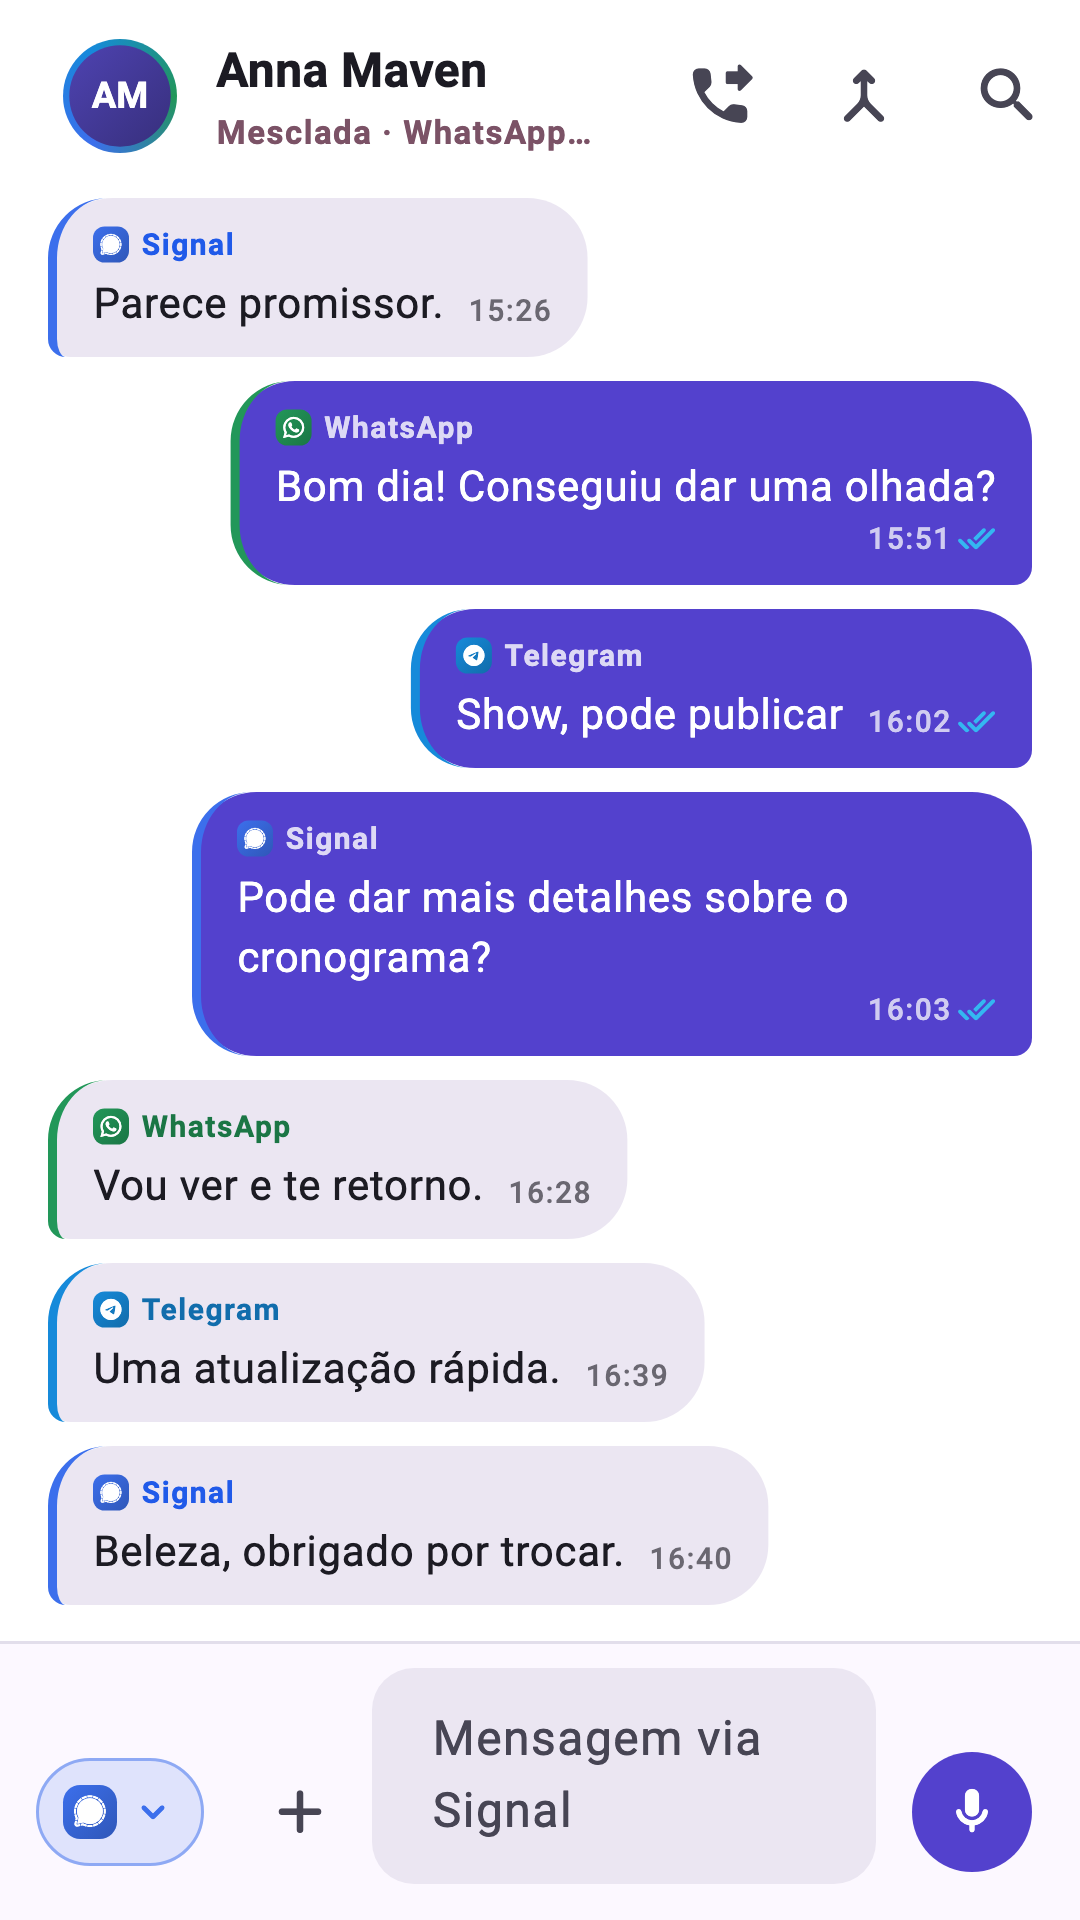 AM
Anna Maven
Mesclada · WhatsApp...
Signal
Parece promissor. 15:26
WhatsApp
Bom dia! Conseguiu dar uma olhada?
15:51
Telegram
Show, pode publicar 16:02
Signal
Pode dar mais detalhes sobre o
cronograma?
16:03
WhatsApp
Vou ver e te retorno. 16:28
Telegram
Uma atualização rápida. 16:39
Signal
Beleza, obrigado por trocar. 16:40
Mensagem via
Signal